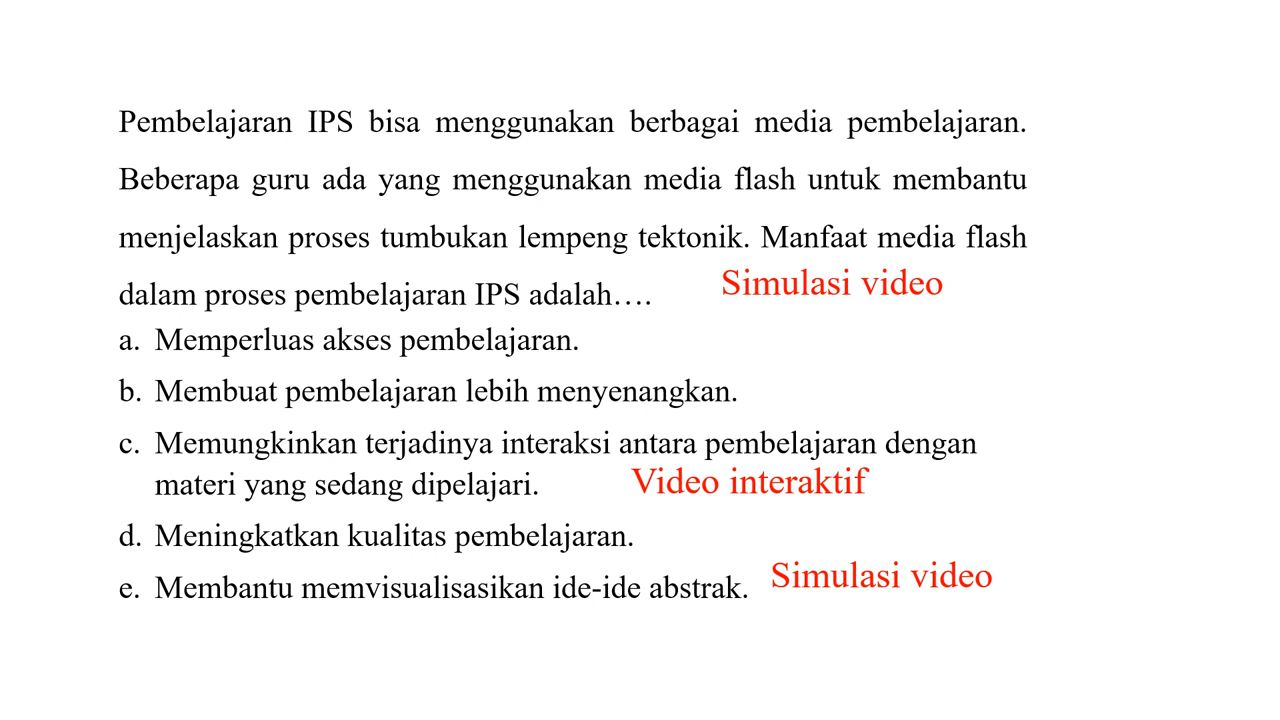 Pembelajaran IPS bisa menggunakan berbagai media pembelajaran.
Beberapa guru ada yang menggunakan media flash untuk membantu
menjelaskan proses tumbukan lempeng tektonik. Manfaat media flash
dalam proses pembelajaran IPS adalah…. Simulasi video
a. Memperluas akses pembelajaran.
b. Membuat pembelajaran lebih menyenangkan.
c. Memungkinkan terjadinya interaksi antara pembelajaran dengan
materi yang sedang dipelajari. Video interaktif
d. Meningkatkan kualitas pembelajaran.
e. Membantu memvisualisasikan ide-ide abstrak. Simulasi video